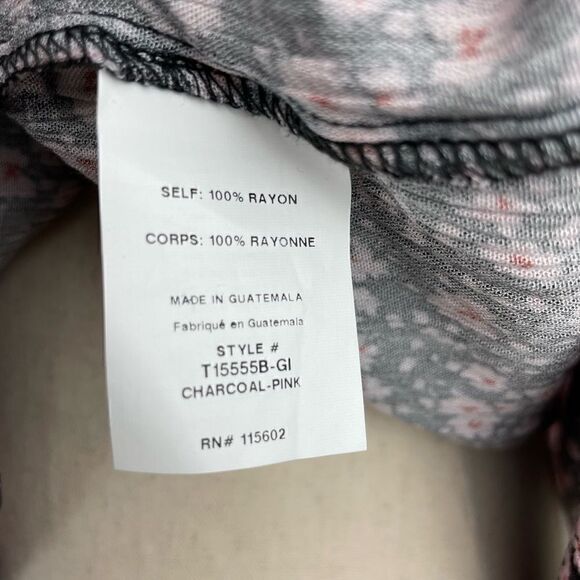 SELF: 100% RAYON
CORPS: 100% RAYONNE
MADE IN GUATEMALA
Fabriqué en Guatemala
STYLE #
T15555B-GI
CHARCOAL-PINK
RN# 115602